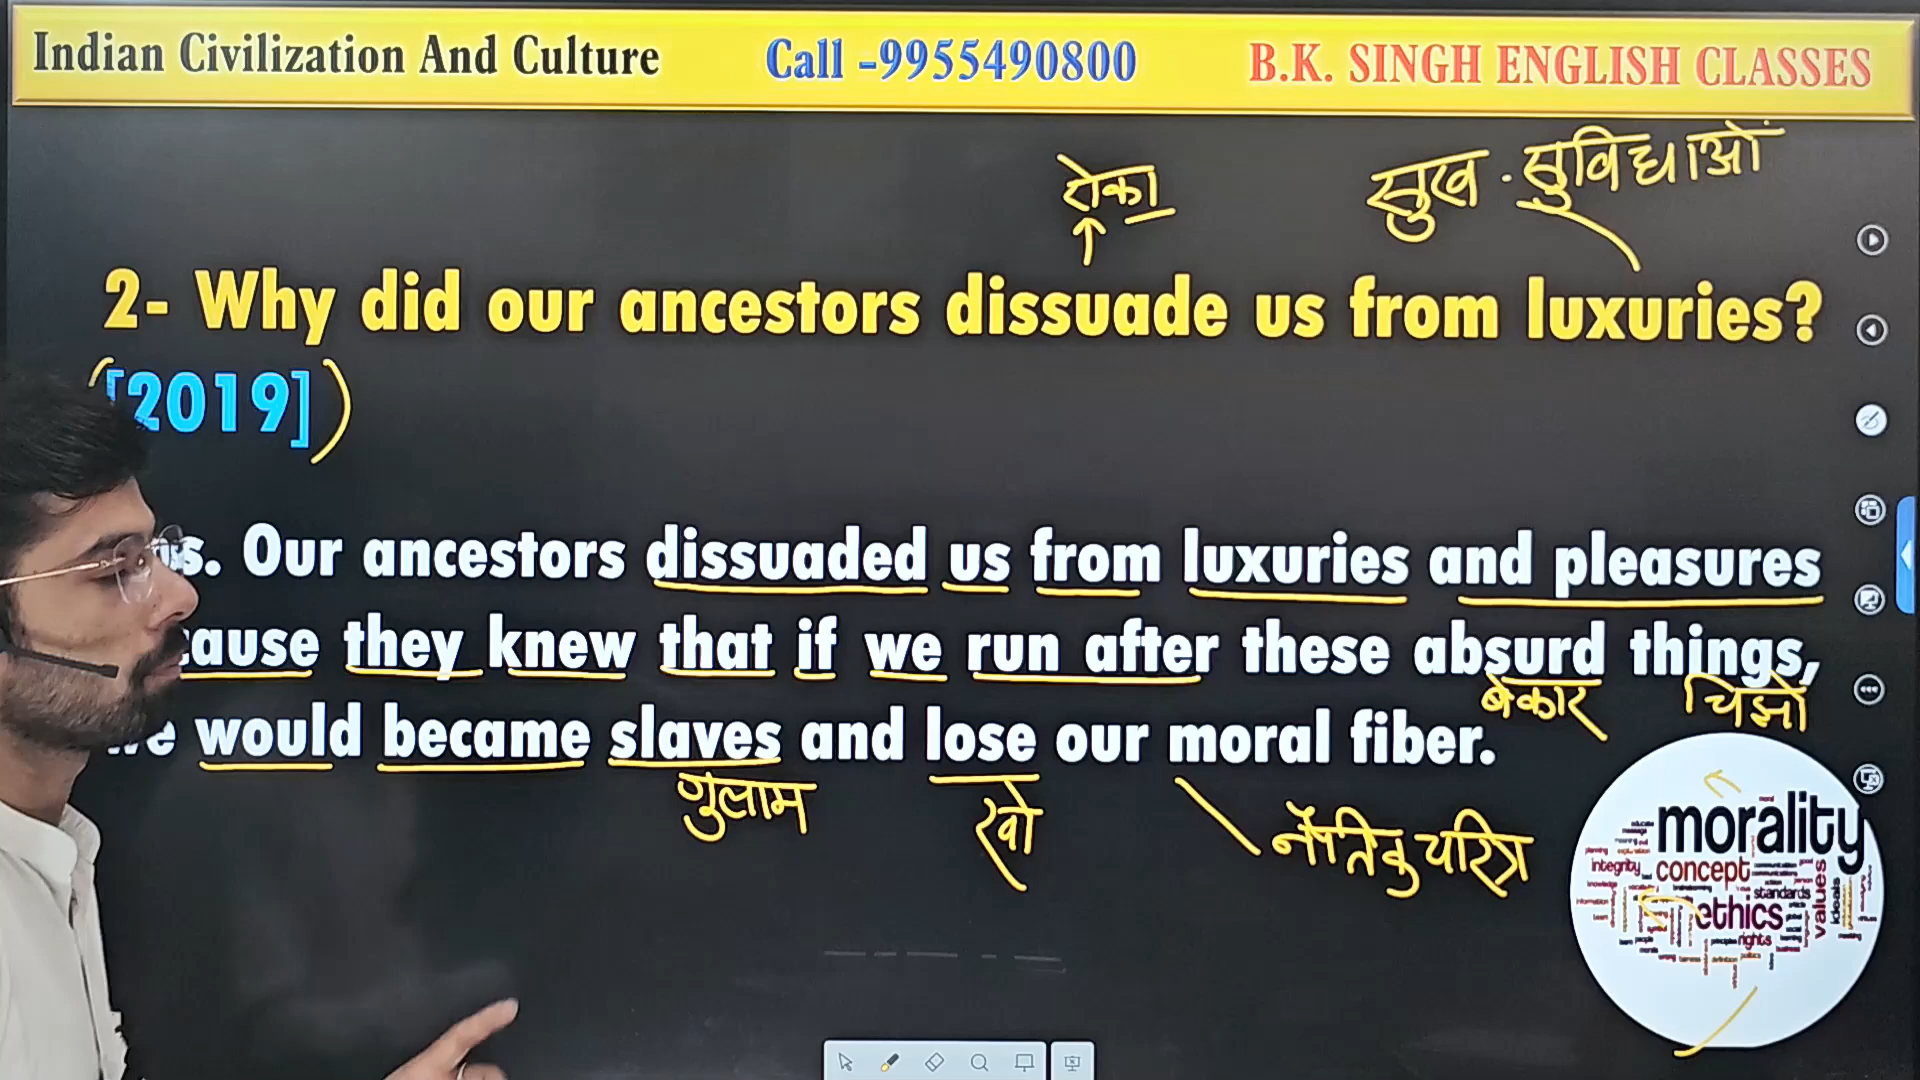 Indian Civilization And Culture Call -9955490800 B.K. SINGH ENGLISH CLASSES
रोका सुख - सुविधाओं
2- Why did our ancestors dissuade us from luxuries?
([2019])
s. Our ancestors dissuaded us from luxuries and pleasures
cause they knew that if we run after these absurd things,
बेकार चिझो
we would became slaves and lose our moral fiber.
गुलाम खो नैतिक चरित्र
morality
integrity concept
standards
ethics values
rights